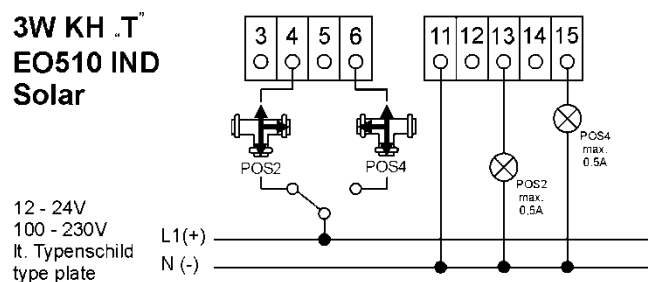 3W KH „T"
EO510 IND
Solar
3 4 5 6
11 12 13 14 15
POS2
POS4
POS4
max.
0.5A
POS2
max.
0.5A
12 - 24V
100 - 230V
lt. Typenschild
type plate
L1(+)
N (-)